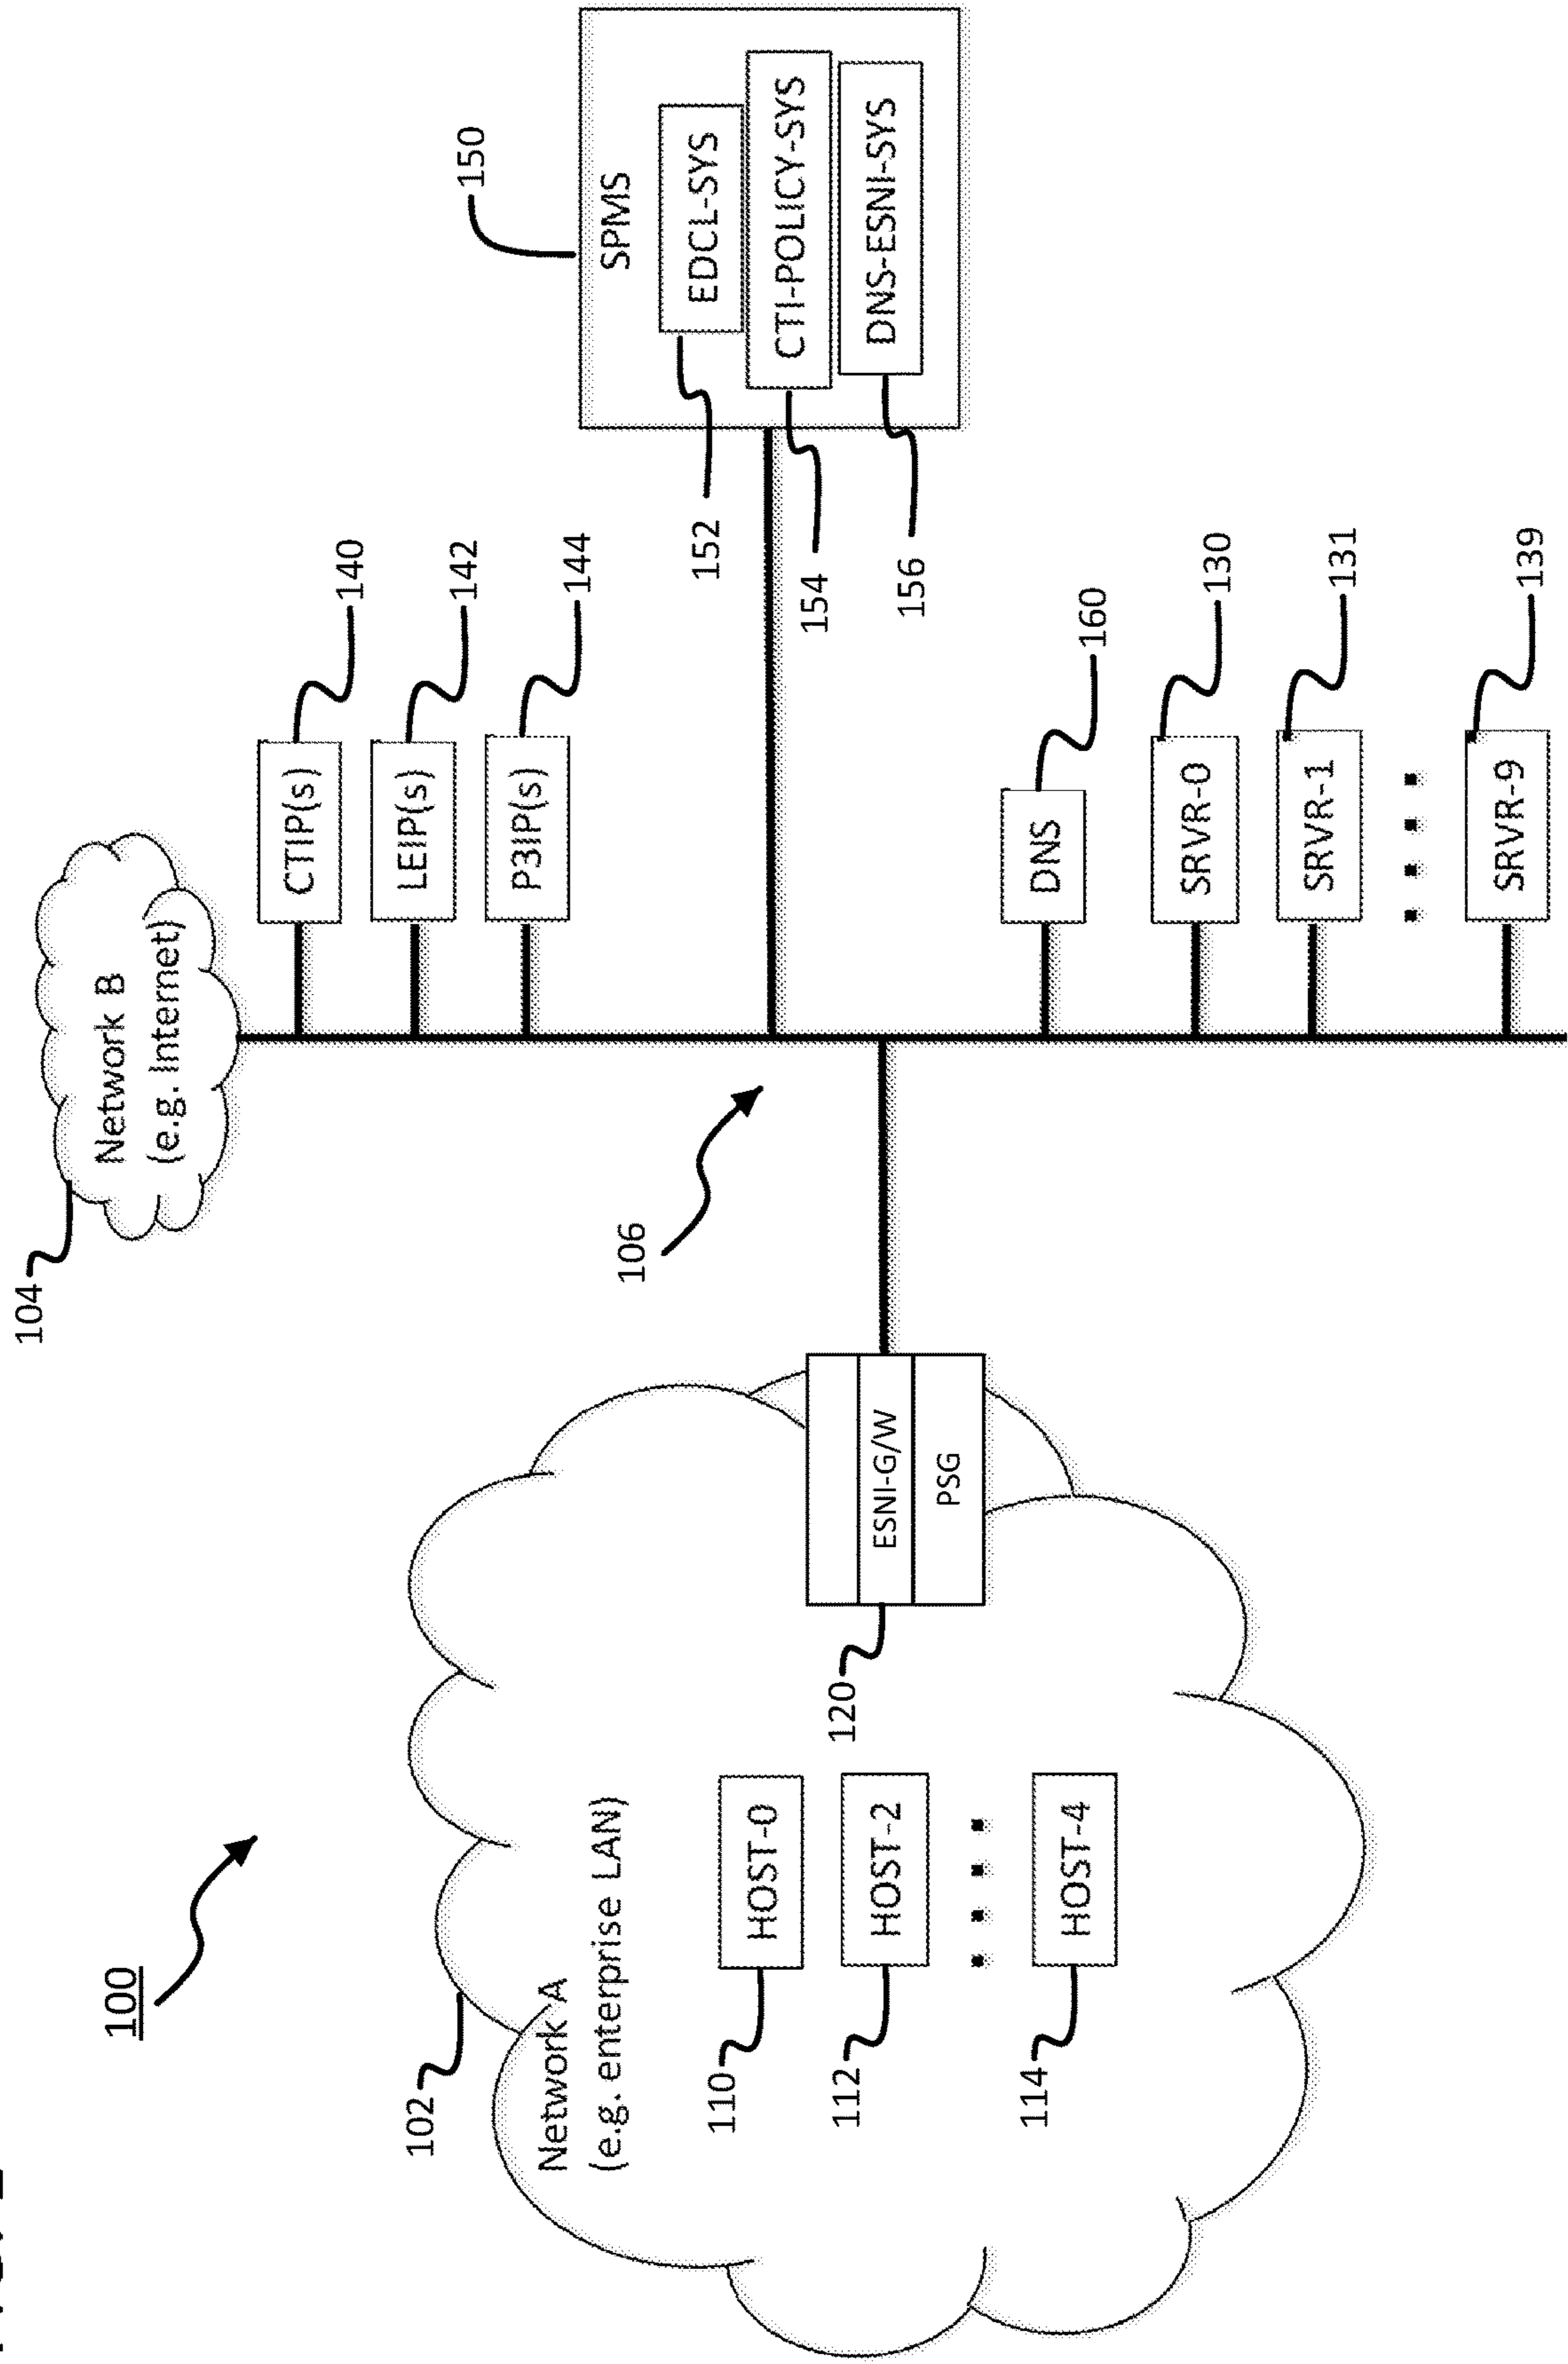 100
104
Network B
(e.g. Internet)
102
Network A
(e.g. enterprise LAN)
110
HOST-0
112
HOST-2
114
HOST-4
120
ESNI-G/W
PSG
106
CTIP(s)
140
LEIP(s)
142
P3IP(s)
144
150
SPMS
EDCL-SYS
152
CTI-POLICY-SYS
154
DNS-ESNI-SYS
156
DNS
160
SRVR-0
130
SRVR-1
131
SRVR-9
139